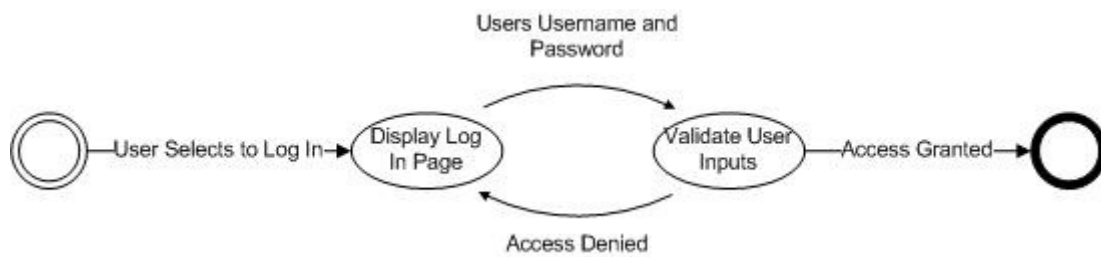 Users Username and
Password
User Selects to Log In
Display Log
In Page
Validate User
Inputs
Access Granted
Access Denied